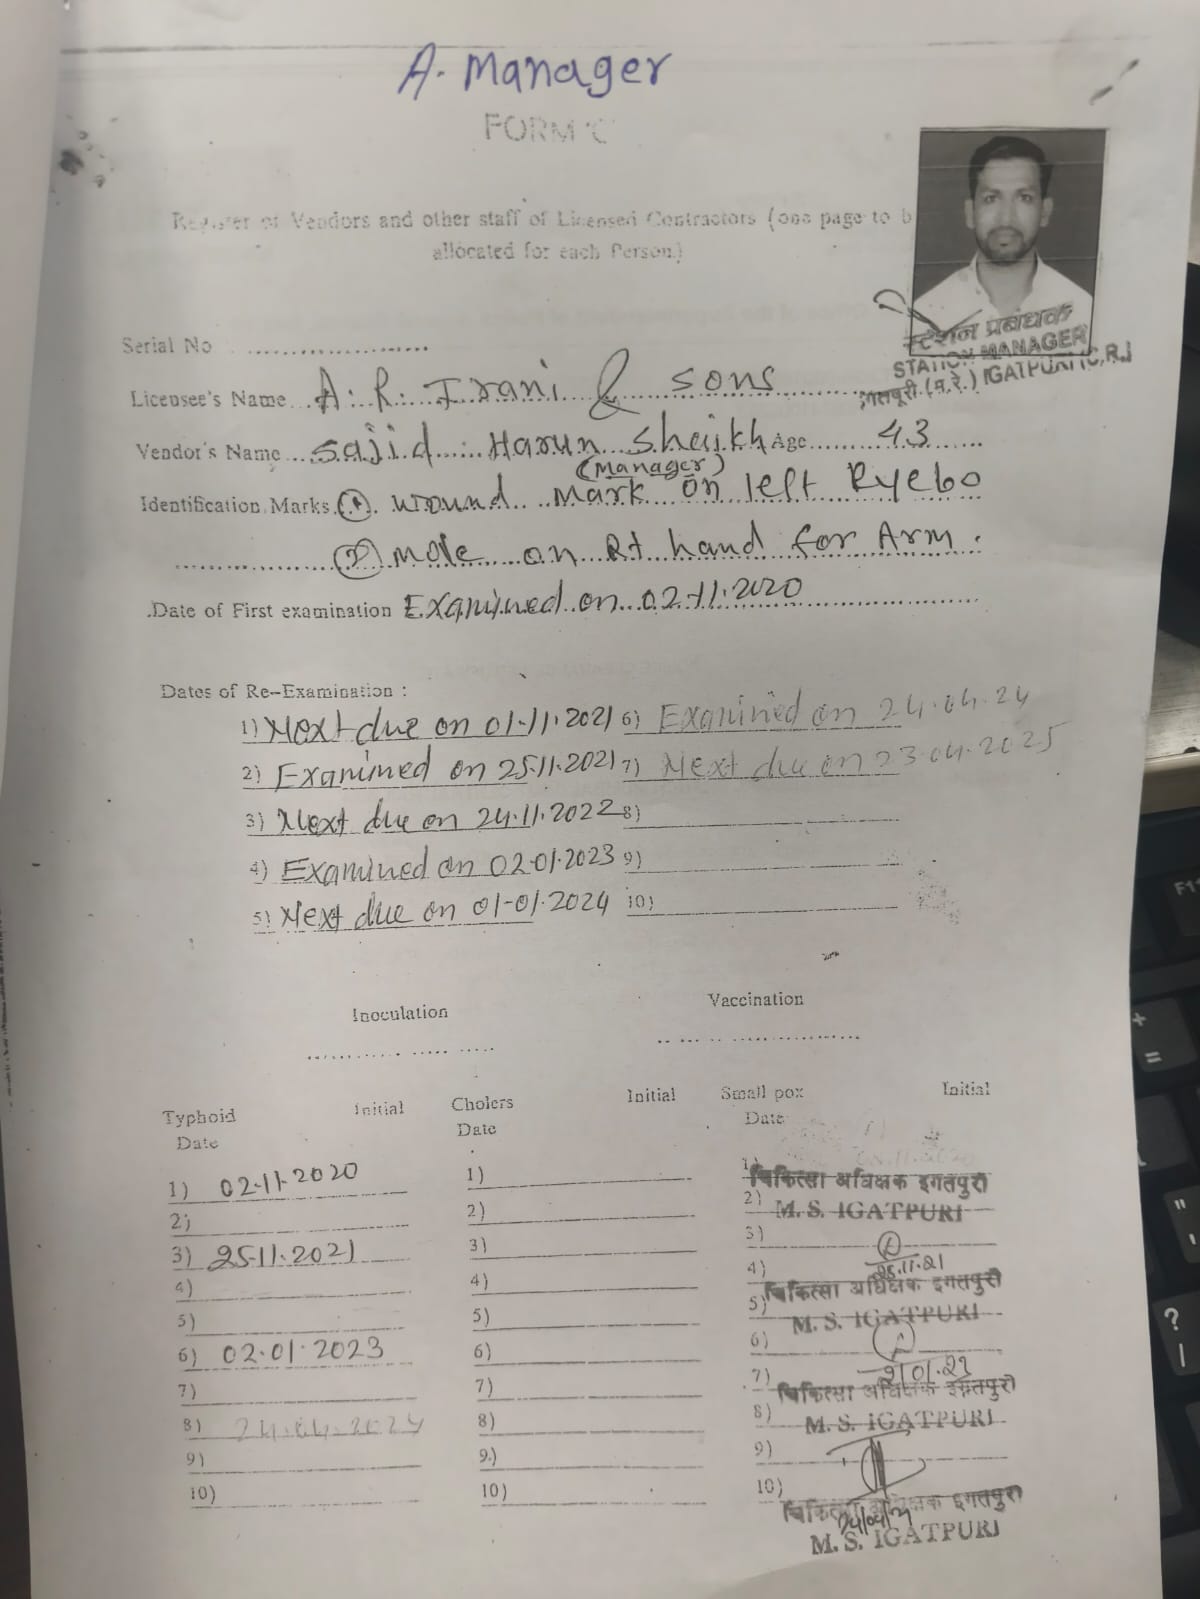 A. Manager
FORM 'C'
Register of Vendors and other staff of Licensed Contractors (one page to b
allocated for each Person.)
स्टेशन प्रबंधक
STATION MANAGER
इगतपूरी (म.रे.) IGATPURI (C.R.)
Serial No ....................
Licensee's Name... A. R. Irani & sons
Vendor's Name ... Sajid Harun Sheikh Age....... 43
(Manager)
Identification Marks (1) wound Mark on left Eyebo
(2) mole on Rt hand for Arm.
Date of First examination Examined on 02.11.2020
Dates of Re-Examination :
1) Next due on 01.11.2021 6) Examined on 24.04.24
2) Examined on 25.11.2021 7) Next due on 23.04.2025
3) Next due on 24.11.2022 8)
4) Examined on 02.01.2023 9)
5) Next due on 01-01.2024 10)
Inoculation Vaccination
Typhoid Initial Cholers Initial Small pox Initial
Date Date Date
1) 02.11.2020 1) 1)
चिकित्सा अधिक्षक इगतपुरी
2) 2) 2) M. S. IGATPURI
3) 25.11.2021 3) 3)
4) 4) 4) 25.11.21
चिकित्सा अधिक्षक इगतपुरी
5) 5) 5) M. S. IGATPURI
6) 02.01.2023 6) 6)
7) 7) 7)
चिकित्सा अधिक्षक इगतपुरी
8) 24.04.2024 8) 8) M. S. IGATPURI
9) 9.) 9)
10) 10) 10)
चिकित्सा अधिक्षक इगतपुरी
M. S. IGATPURI